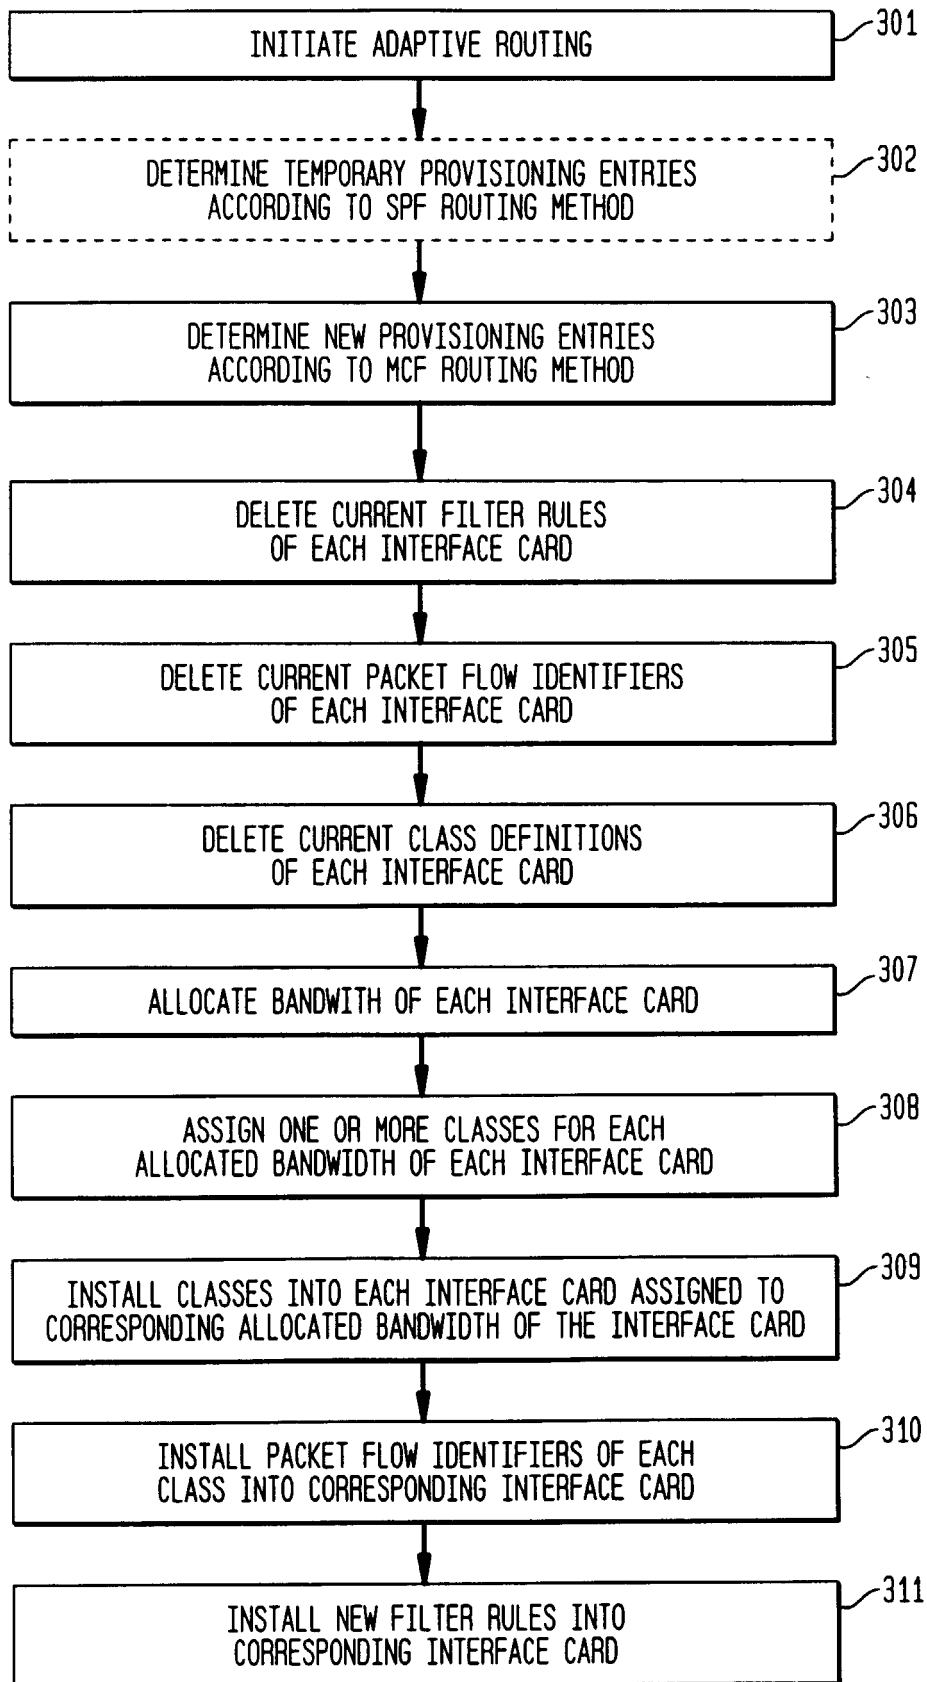 301
INITIATE ADAPTIVE ROUTING
302
DETERMINE TEMPORARY PROVISIONING ENTRIES
ACCORDING TO SPF ROUTING METHOD
303
DETERMINE NEW PROVISIONING ENTRIES
ACCORDING TO MCF ROUTING METHOD
304
DELETE CURRENT FILTER RULES
OF EACH INTERFACE CARD
305
DELETE CURRENT PACKET FLOW IDENTIFIERS
OF EACH INTERFACE CARD
306
DELETE CURRENT CLASS DEFINITIONS
OF EACH INTERFACE CARD
307
ALLOCATE BANDWITH OF EACH INTERFACE CARD
308
ASSIGN ONE OR MORE CLASSES FOR EACH
ALLOCATED BANDWIDTH OF EACH INTERFACE CARD
309
INSTALL CLASSES INTO EACH INTERFACE CARD ASSIGNED TO
CORRESPONDING ALLOCATED BANDWIDTH OF THE INTERFACE CARD
310
INSTALL PACKET FLOW IDENTIFIERS OF EACH
CLASS INTO CORRESPONDING INTERFACE CARD
311
INSTALL NEW FILTER RULES INTO
CORRESPONDING INTERFACE CARD